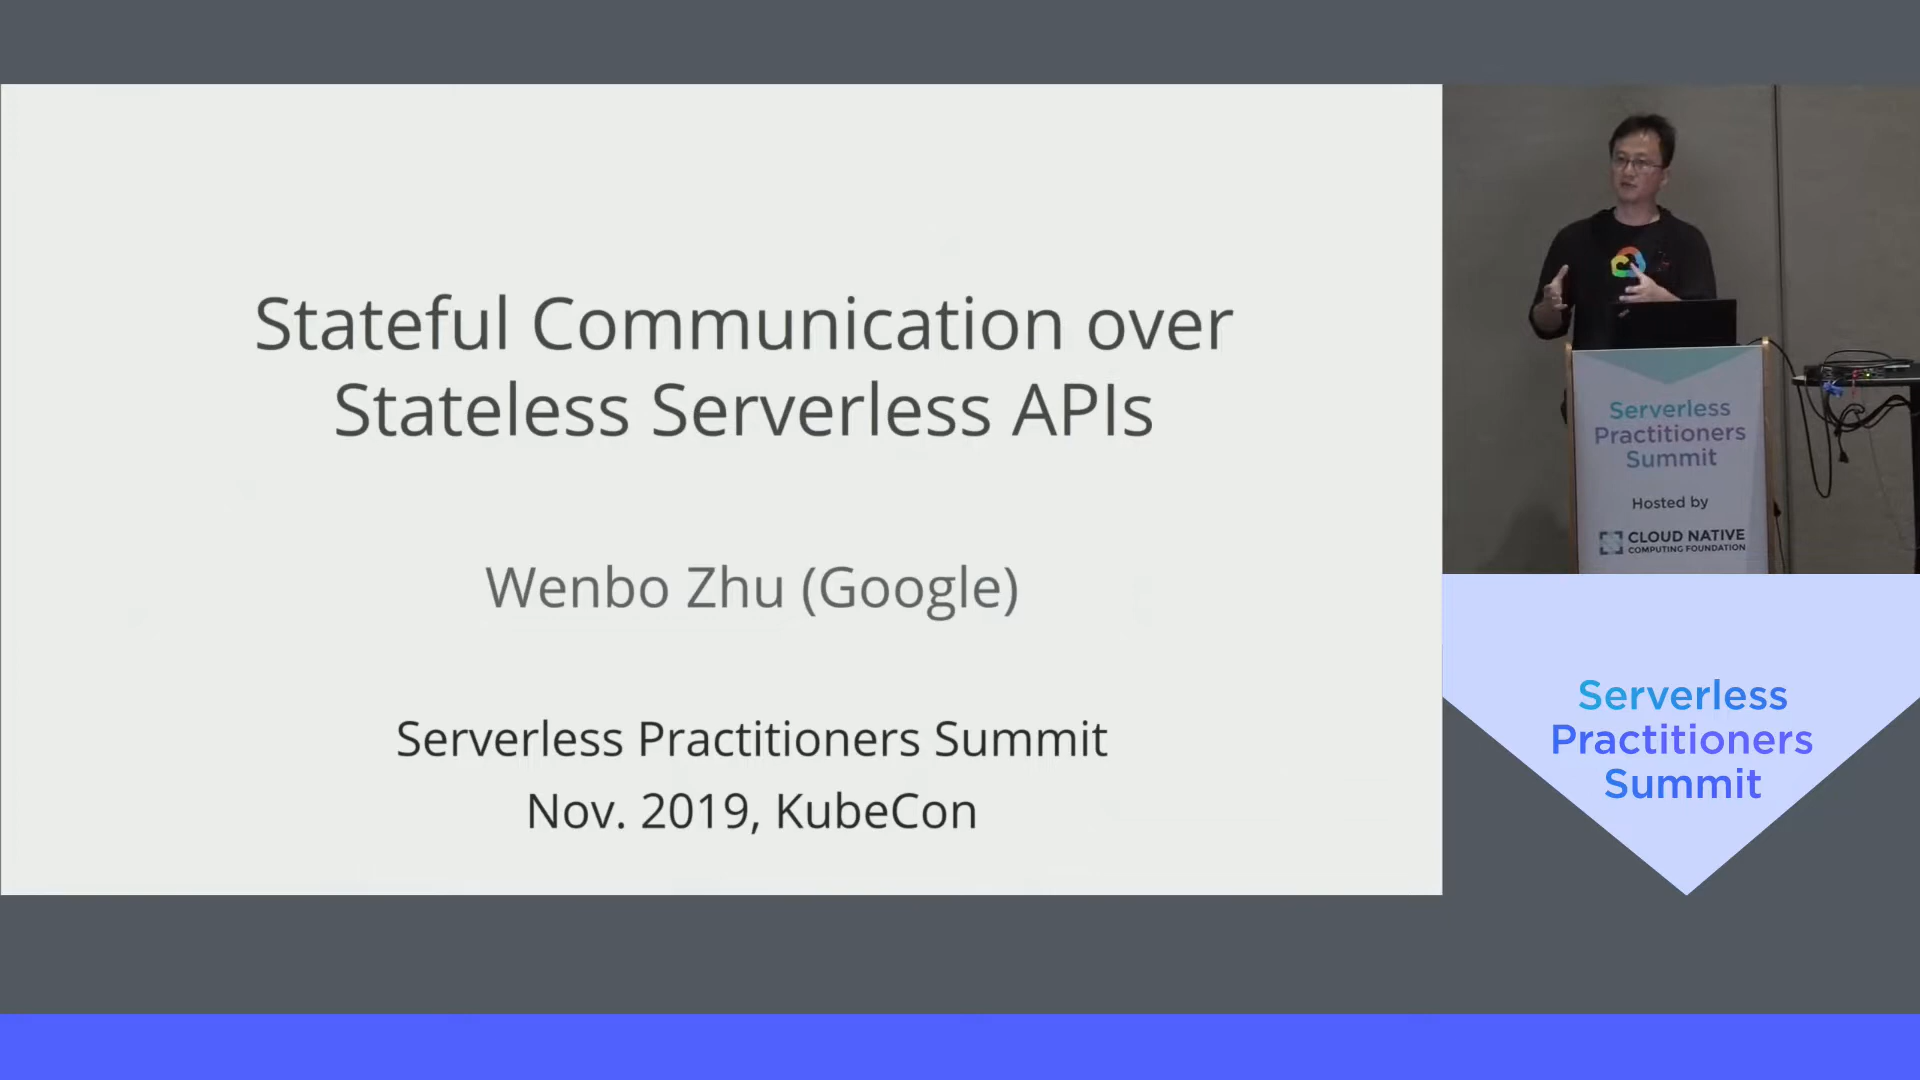 Stateful Communication over
Stateless Serverless APIs
Wenbo Zhu (Google)
Serverless Practitioners Summit
Nov. 2019, KubeCon
Serverless
Practitioners
Summit
Hosted by
CLOUD NATIVE
COMPUTING FOUNDATION
Serverless
Practitioners
Summit